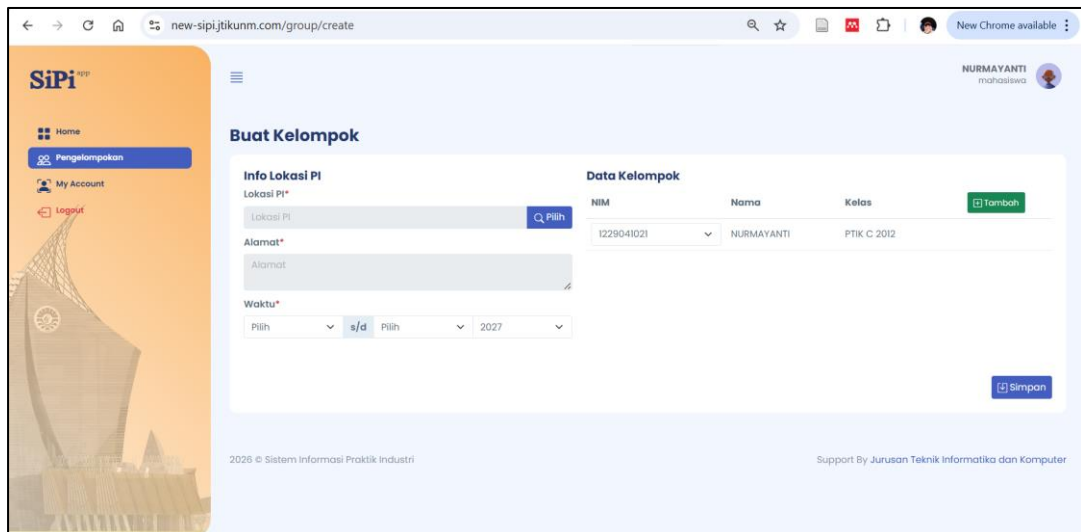 new-sipi.jtikunm.com/group/create
New Chrome available
SiPi app
NURMAYANTI
mahasiswa
Home
Pengelompokan
My Account
Logout
Buat Kelompok
Info Lokasi PI
Lokasi PI*
Lokasi PI
Pilih
Alamat*
Alamat
Waktu*
Pilih s/d Pilih 2027
Data Kelompok
NIM Nama Kelas Tambah
1229041021 NURMAYANTI PTIK C 2012
Simpan
2026 © Sistem Informasi Praktik Industri
Support By Jurusan Teknik Informatika dan Komputer